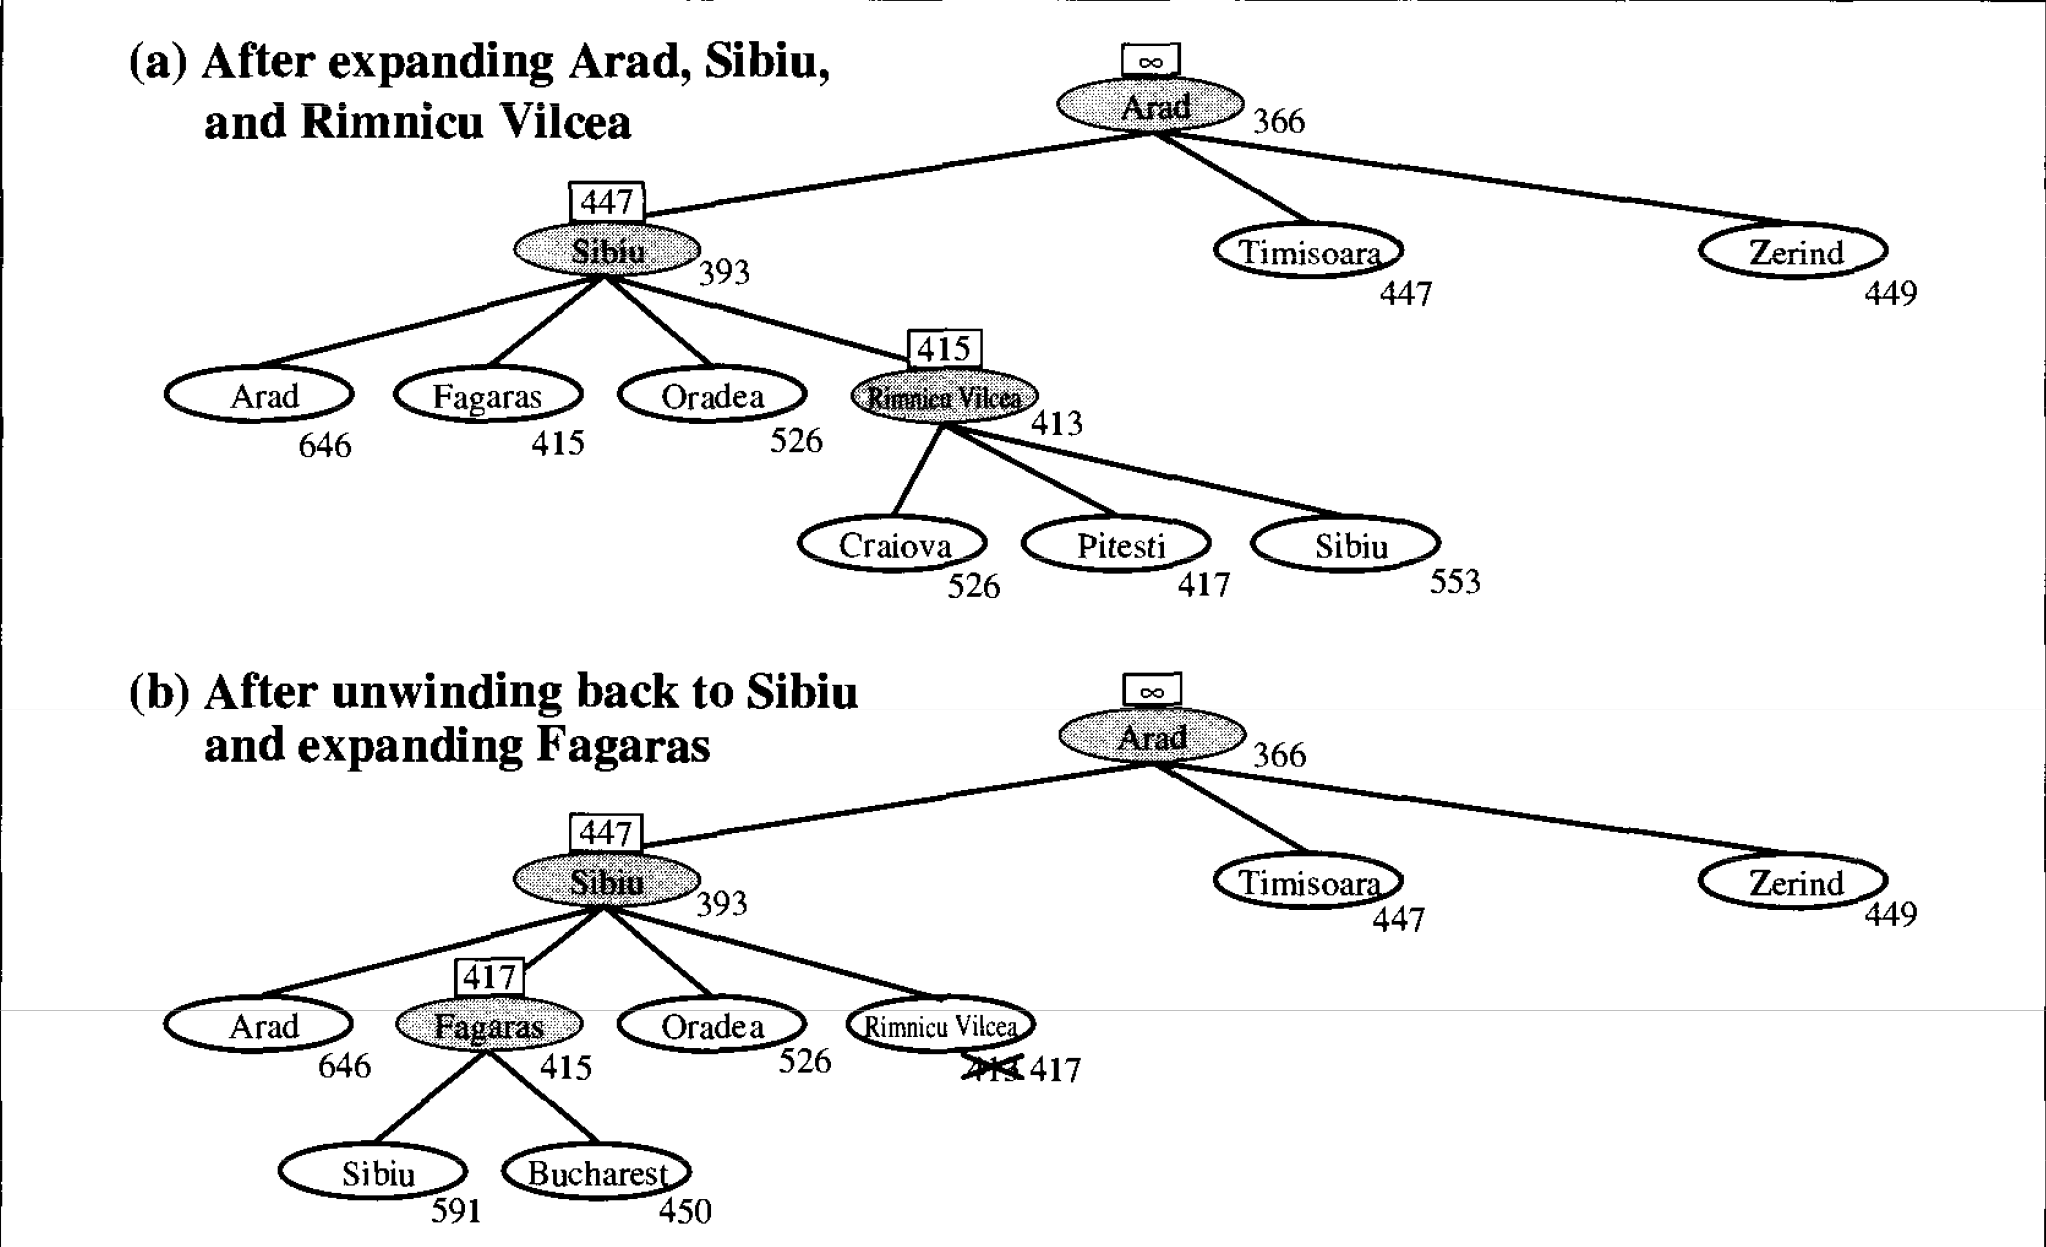 (a) After expanding Arad, Sibiu,
and Rimnicu Vilcea
∞
Arad
366
447
Sibiu
393
Timisoara
447
Zerind
449
Arad
646
Fagaras
415
Oradea
526
415
Rimnicu Vilcea
413
Craiova
526
Pitesti
417
Sibiu
553
(b) After unwinding back to Sibiu
and expanding Fagaras
∞
Arad
366
447
Sibiu
393
Timisoara
447
Zerind
449
Arad
646
417
Fagaras
415
Oradea
526
Rimnicu Vilcea
413 417
Sibiu
591
Bucharest
450